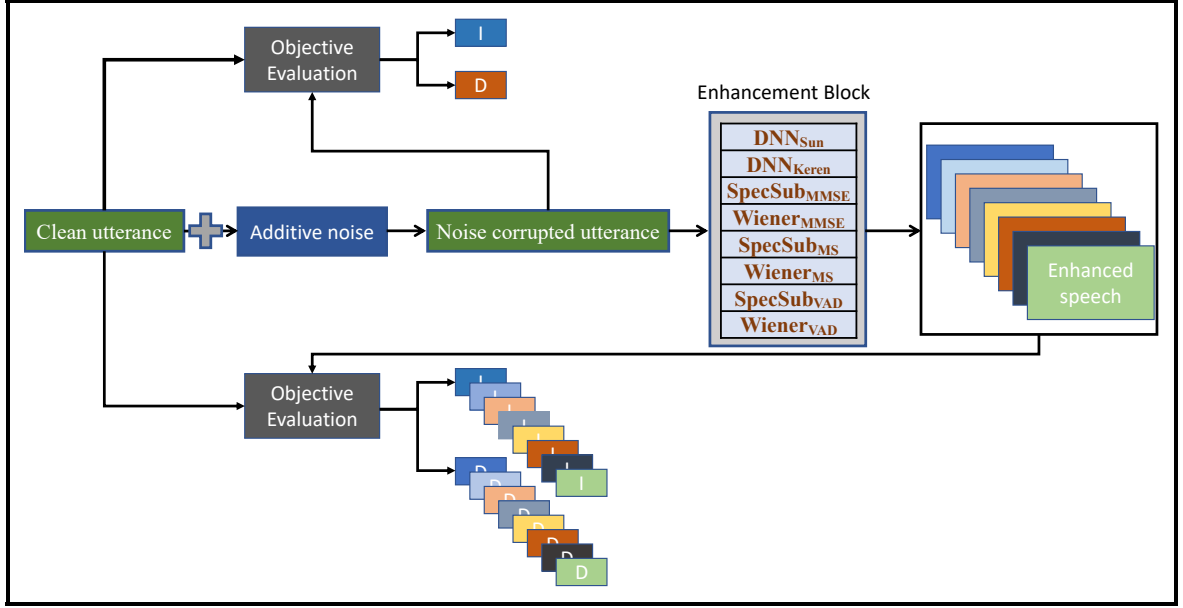 Objective
Evaluation
I
D
Enhancement Block
DNNSun
DNNKeren
SpecSubMMSE
WienerMMSE
SpecSubMS
WienerMS
SpecSubVAD
WienerVAD
Clean utterance
Additive noise
Noise corrupted utterance
Enhanced
speech
Objective
Evaluation
I
I
I
I
I
I
I
I
D
D
D
D
D
D
D
D